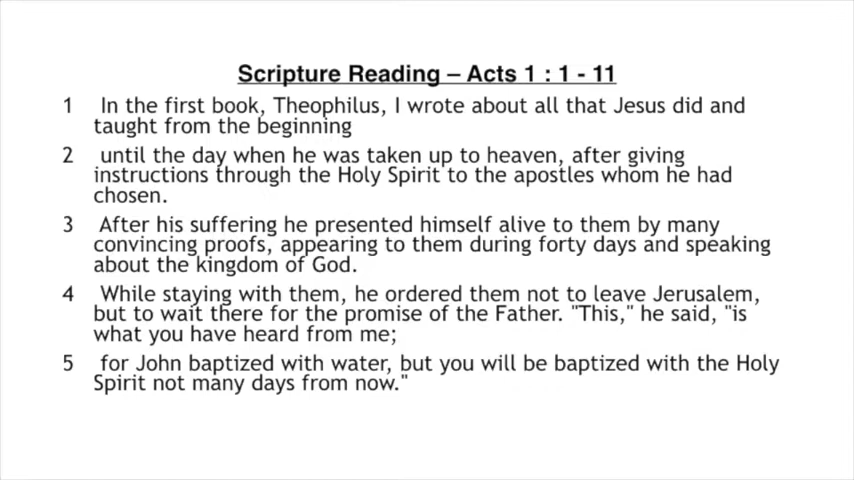 Scripture Reading – Acts 1 : 1 - 11
1 In the first book, Theophilus, I wrote about all that Jesus did and
taught from the beginning
2 until the day when he was taken up to heaven, after giving
instructions through the Holy Spirit to the apostles whom he had
chosen.
3 After his suffering he presented himself alive to them by many
convincing proofs, appearing to them during forty days and speaking
about the kingdom of God.
4 While staying with them, he ordered them not to leave Jerusalem,
but to wait there for the promise of the Father. "This," he said, "is
what you have heard from me;
5 for John baptized with water, but you will be baptized with the Holy
Spirit not many days from now."